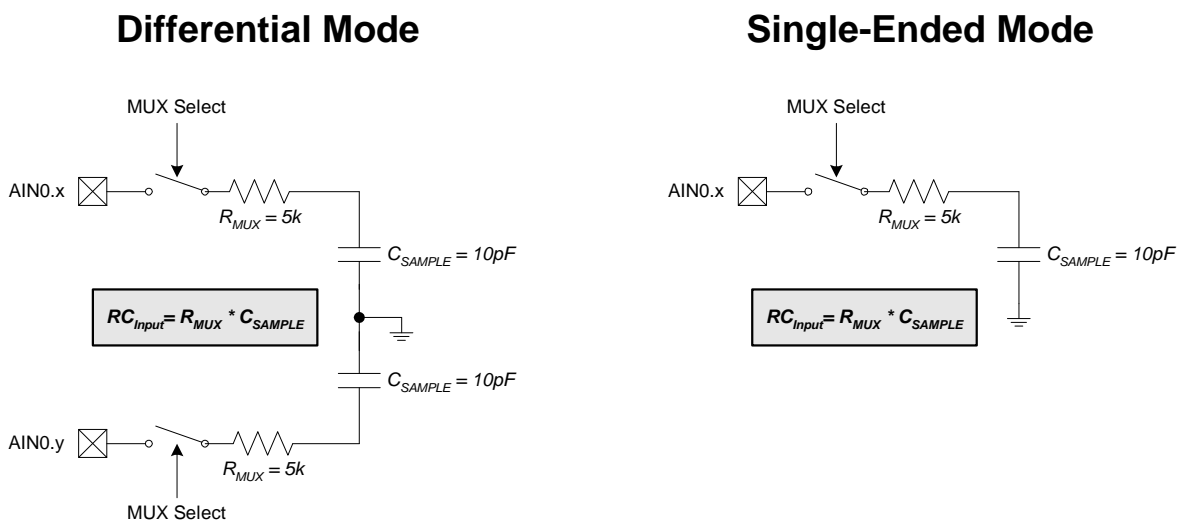 Differential Mode
MUX Select
AIN0.x
R_MUX = 5k
C_SAMPLE = 10pF
RC_Input= R_MUX * C_SAMPLE
C_SAMPLE = 10pF
AIN0.y
R_MUX = 5k
MUX Select
Single-Ended Mode
MUX Select
AIN0.x
R_MUX = 5k
C_SAMPLE = 10pF
RC_Input= R_MUX * C_SAMPLE